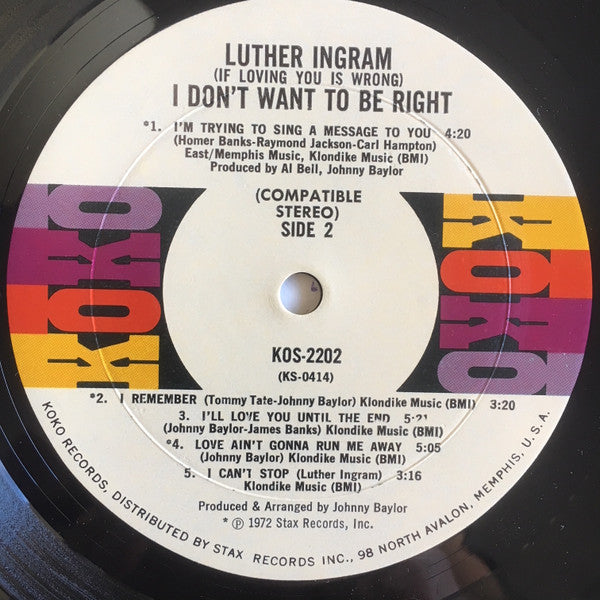 LUTHER INGRAM
(IF LOVING YOU IS WRONG)
I DON'T WANT TO BE RIGHT
*1. I'M TRYING TO SING A MESSAGE TO YOU 4:20
(Homer Banks-Raymond Jackson-Carl Hampton)
East/Memphis Music, Klondike Music (BMI)
Produced by Al Bell, Johnny Baylor
(COMPATIBLE
STEREO)
SIDE 2
KOKO
KOKO
KOS-2202
(KS-0414)
*2. I REMEMBER (Tommy Tate-Johnny Baylor) Klondike Music (BMI) 3:20
3. I'LL LOVE YOU UNTIL THE END 5:21
(Johnny Baylor-James Banks) Klondike Music (BMI)
*4. LOVE AIN'T GONNA RUN ME AWAY 5:05
(Johnny Baylor) Klondike Music (BMI)
5. I CAN'T STOP (Luther Ingram) 3:16
Klondike Music (BMI)
Produced & Arranged by Johnny Baylor
* ℗ 1972 Stax Records, Inc.
KOKO RECORDS, DISTRIBUTED BY STAX RECORDS INC., 98 NORTH AVALON, MEMPHIS, U.S.A.